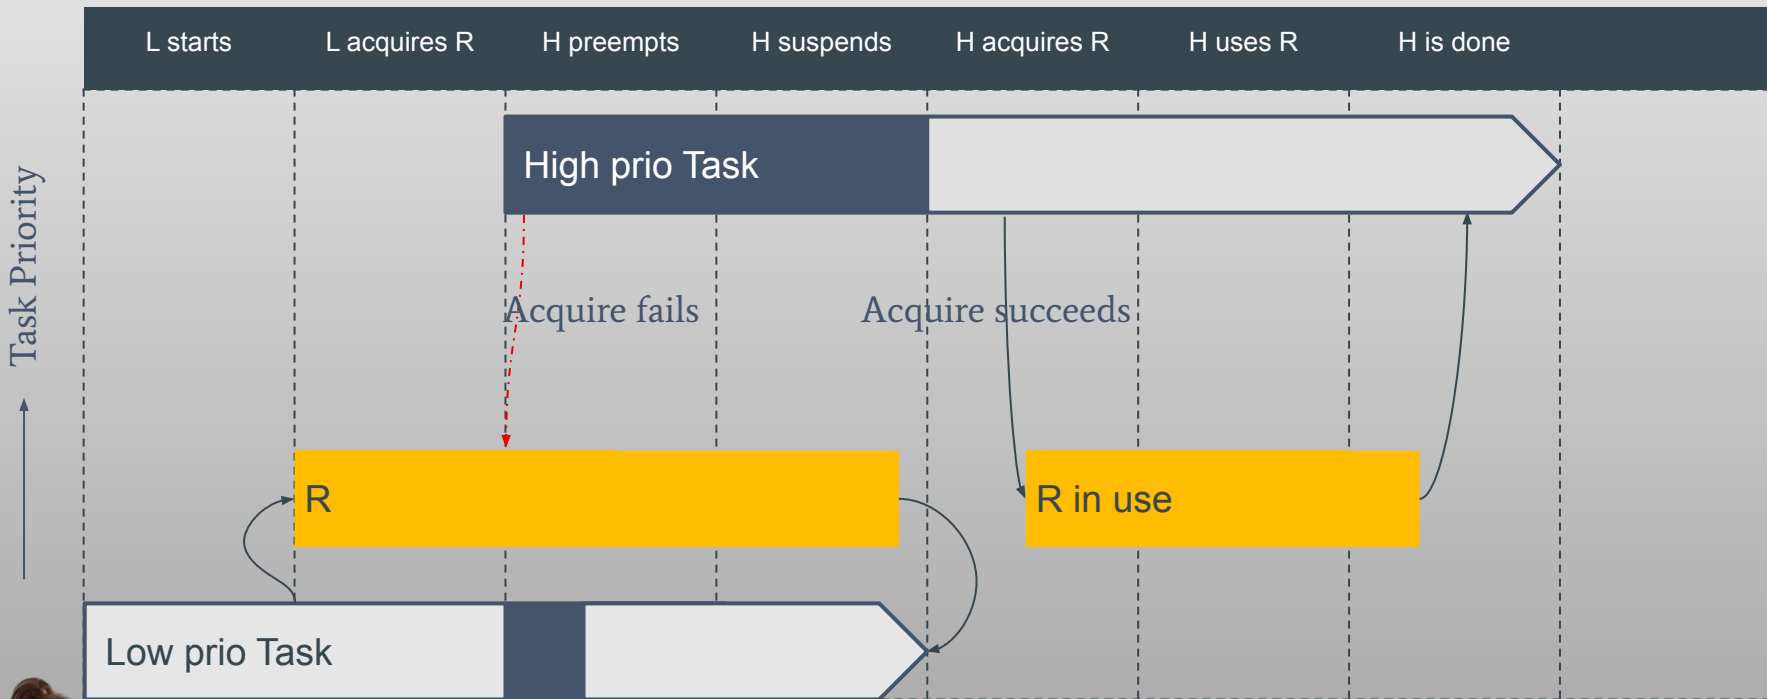 L starts
L acquires R
H preempts
H suspends
H acquires R
H uses R
H is done
High prio Task
Task Priority
Acquire fails
Acquire succeeds
R
R in use
Low prio Task